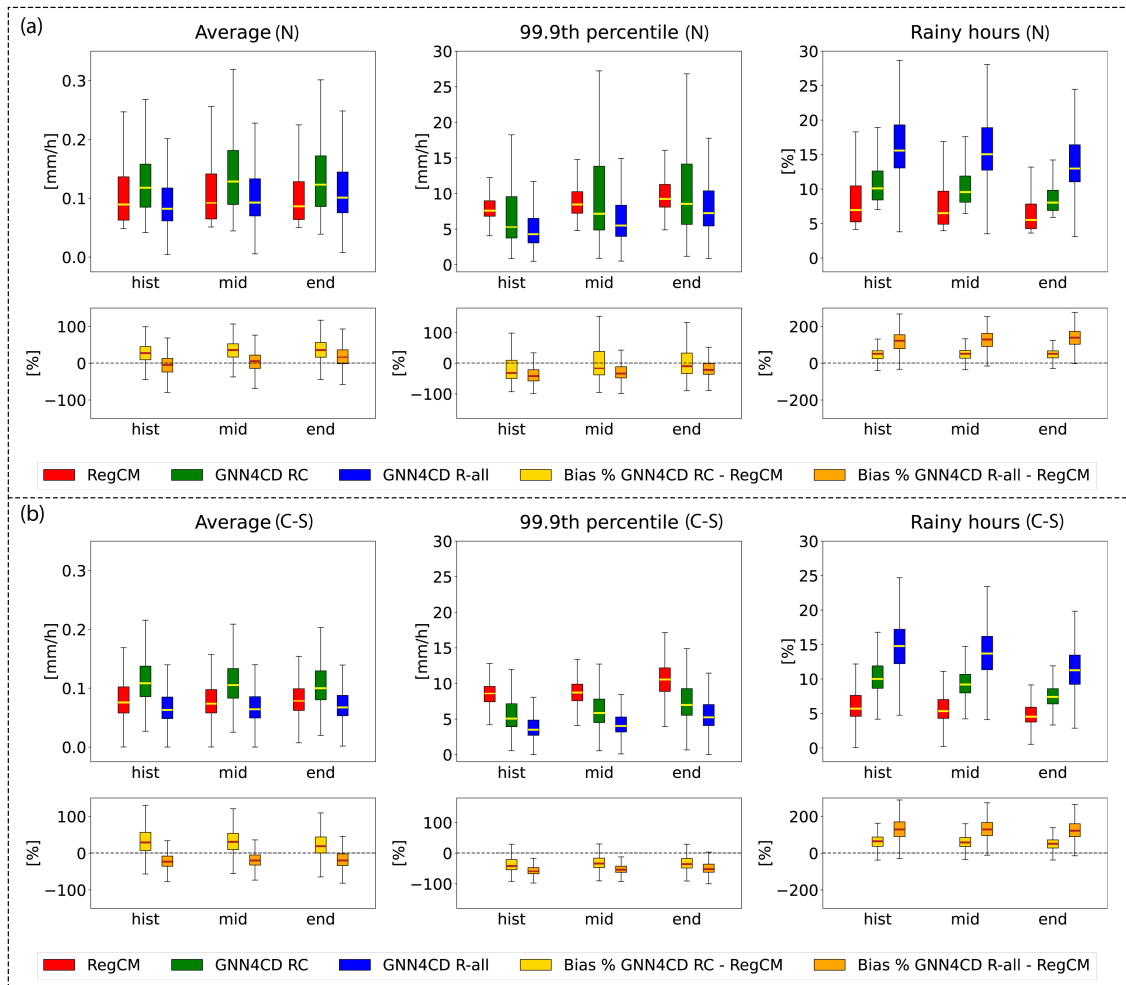 (a)
Average (N)
99.9th percentile (N)
Rainy hours (N)
[mm/h]
0.3
0.2
0.1
0.0
hist mid end
[mm/h]
30
25
20
15
10
5
0
hist mid end
[%]
30
25
20
15
10
5
0
hist mid end
[%]
100
0
−100
hist mid end
[%]
100
0
−100
hist mid end
[%]
200
0
−200
hist mid end
RegCM GNN4CD RC GNN4CD R-all Bias % GNN4CD RC - RegCM Bias % GNN4CD R-all - RegCM
(b)
Average (C-S)
99.9th percentile (C-S)
Rainy hours (C-S)
[mm/h]
0.3
0.2
0.1
0.0
hist mid end
[mm/h]
30
25
20
15
10
5
0
hist mid end
[%]
30
25
20
15
10
5
0
hist mid end
[%]
100
0
−100
hist mid end
[%]
100
0
−100
hist mid end
[%]
200
0
−200
hist mid end
RegCM GNN4CD RC GNN4CD R-all Bias % GNN4CD RC - RegCM Bias % GNN4CD R-all - RegCM